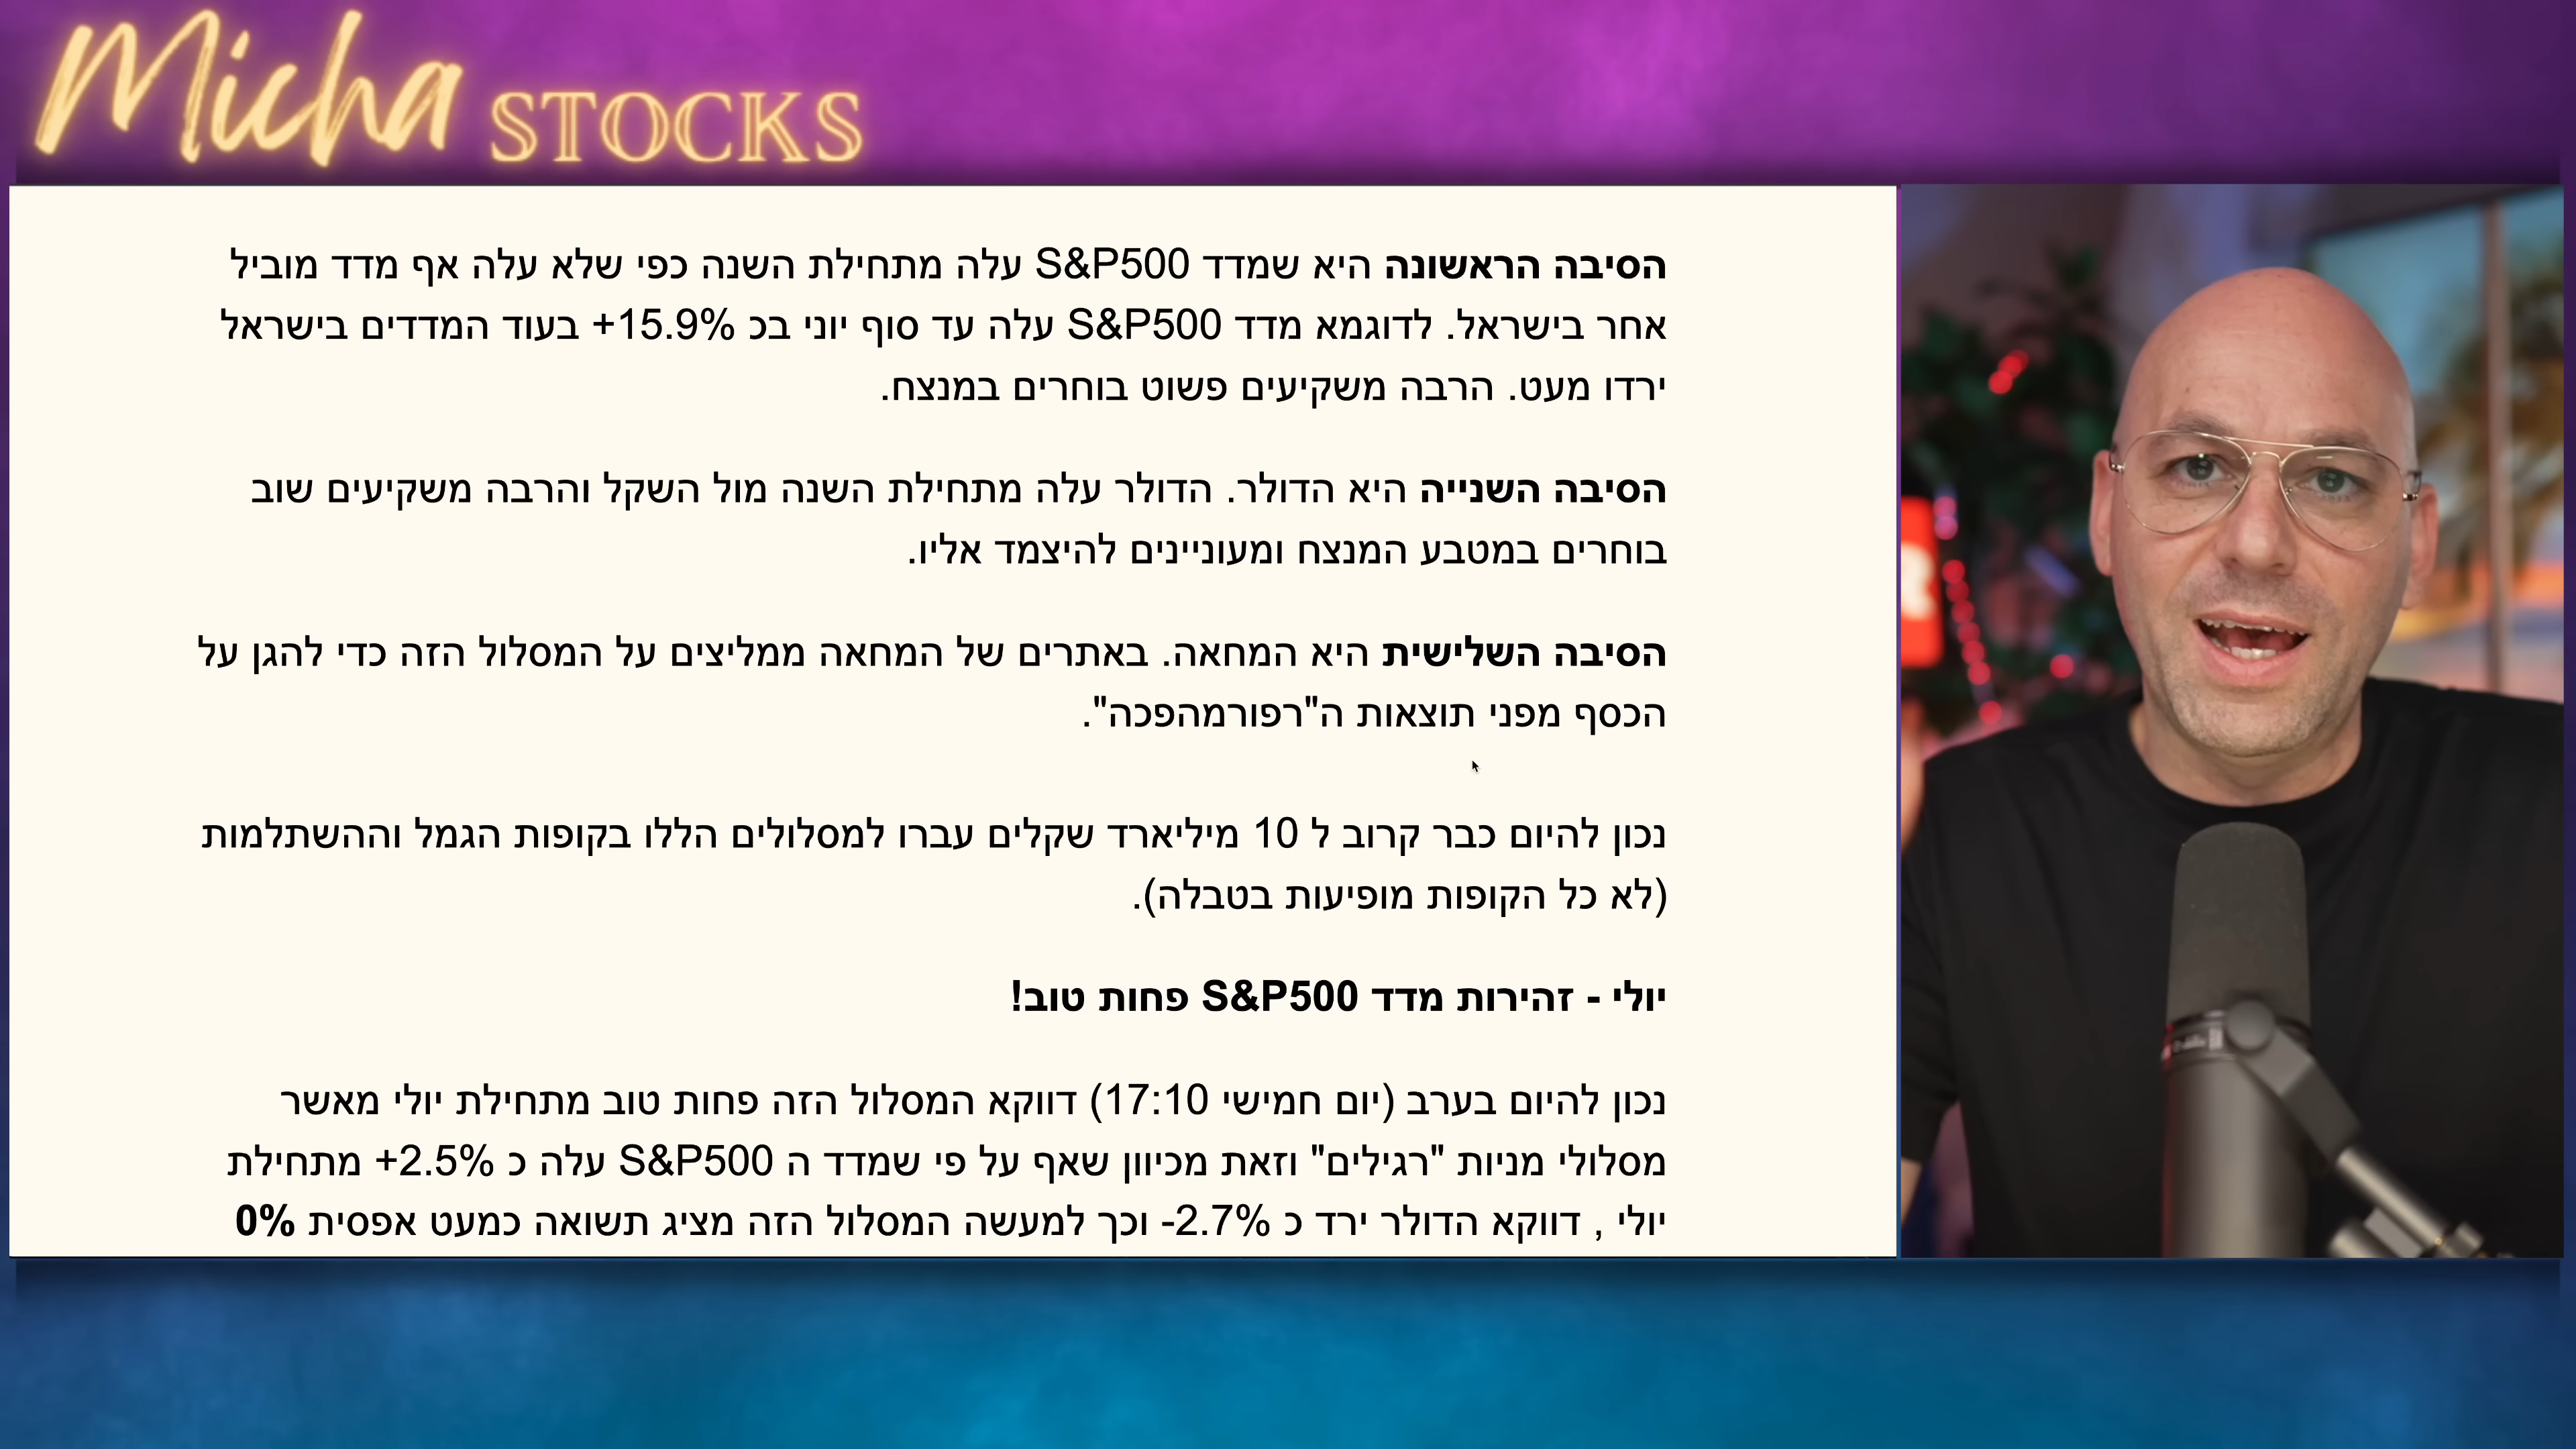 Micha STOCKS
הסיבה הראשונה היא שמדד S&P500 עלה מתחילת השנה כפי שלא עלה אף מדד מוביל
אחר בישראל. לדוגמא מדד S&P500 עלה עד סוף יוני בכ 15.9%+ בעוד המדדים בישראל
ירדו מעט. הרבה משקיעים פשוט בוחרים במנצח.
הסיבה השנייה היא הדולר. הדולר עלה מתחילת השנה מול השקל והרבה משקיעים שוב
בוחרים במטבע המנצח ומעוניינים להיצמד אליו.
הסיבה השלישית היא המחאה. באתרים של המחאה ממליצים על המסלול הזה כדי להגן על
הכסף מפני תוצאות ה"רפורמהפכה".
נכון להיום כבר קרוב ל 10 מיליארד שקלים עברו למסלולים הללו בקופות הגמל וההשתלמות
(לא כל הקופות מופיעות בטבלה).
יולי - זהירות מדד S&P500 פחות טוב!
נכון להיום בערב (יום חמישי 17:10) דווקא המסלול הזה פחות טוב מתחילת יולי מאשר
מסלולי מניות "רגילים" וזאת מכיוון שאף על פי שמדד ה S&P500 עלה כ 2.5%+ מתחילת
יולי , דווקא הדולר ירד כ 2.7%- וכך למעשה המסלול הזה מציג תשואה כמעט אפסית 0%